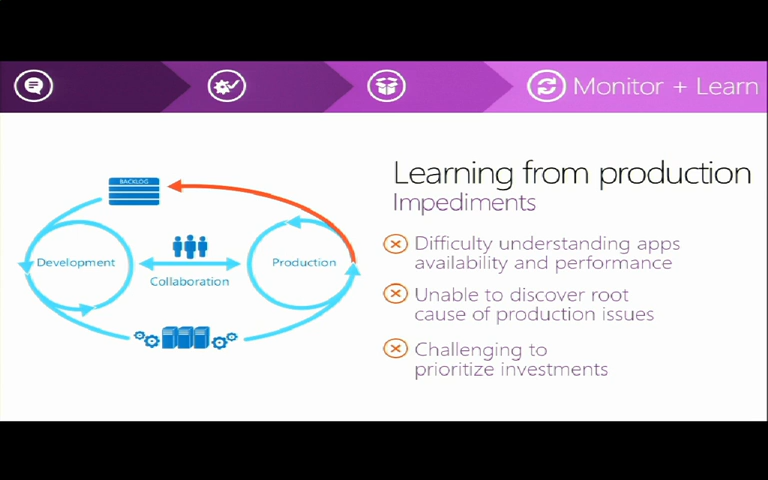 Monitor + Learn
Learning from production
Impediments
BACKLOG
Development
Collaboration
Production
Difficulty understanding apps
availability and performance
Unable to discover root
cause of production issues
Challenging to
prioritize investments